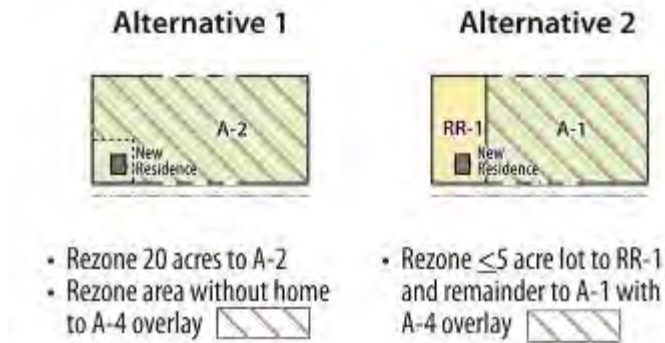 Alternative 1
A-2
New
Residence
• Rezone 20 acres to A-2
• Rezone area without home
to A-4 overlay
Alternative 2
RR-1
A-1
New
Residence
• Rezone ≤5 acre lot to RR-1
and remainder to A-1 with
A-4 overlay